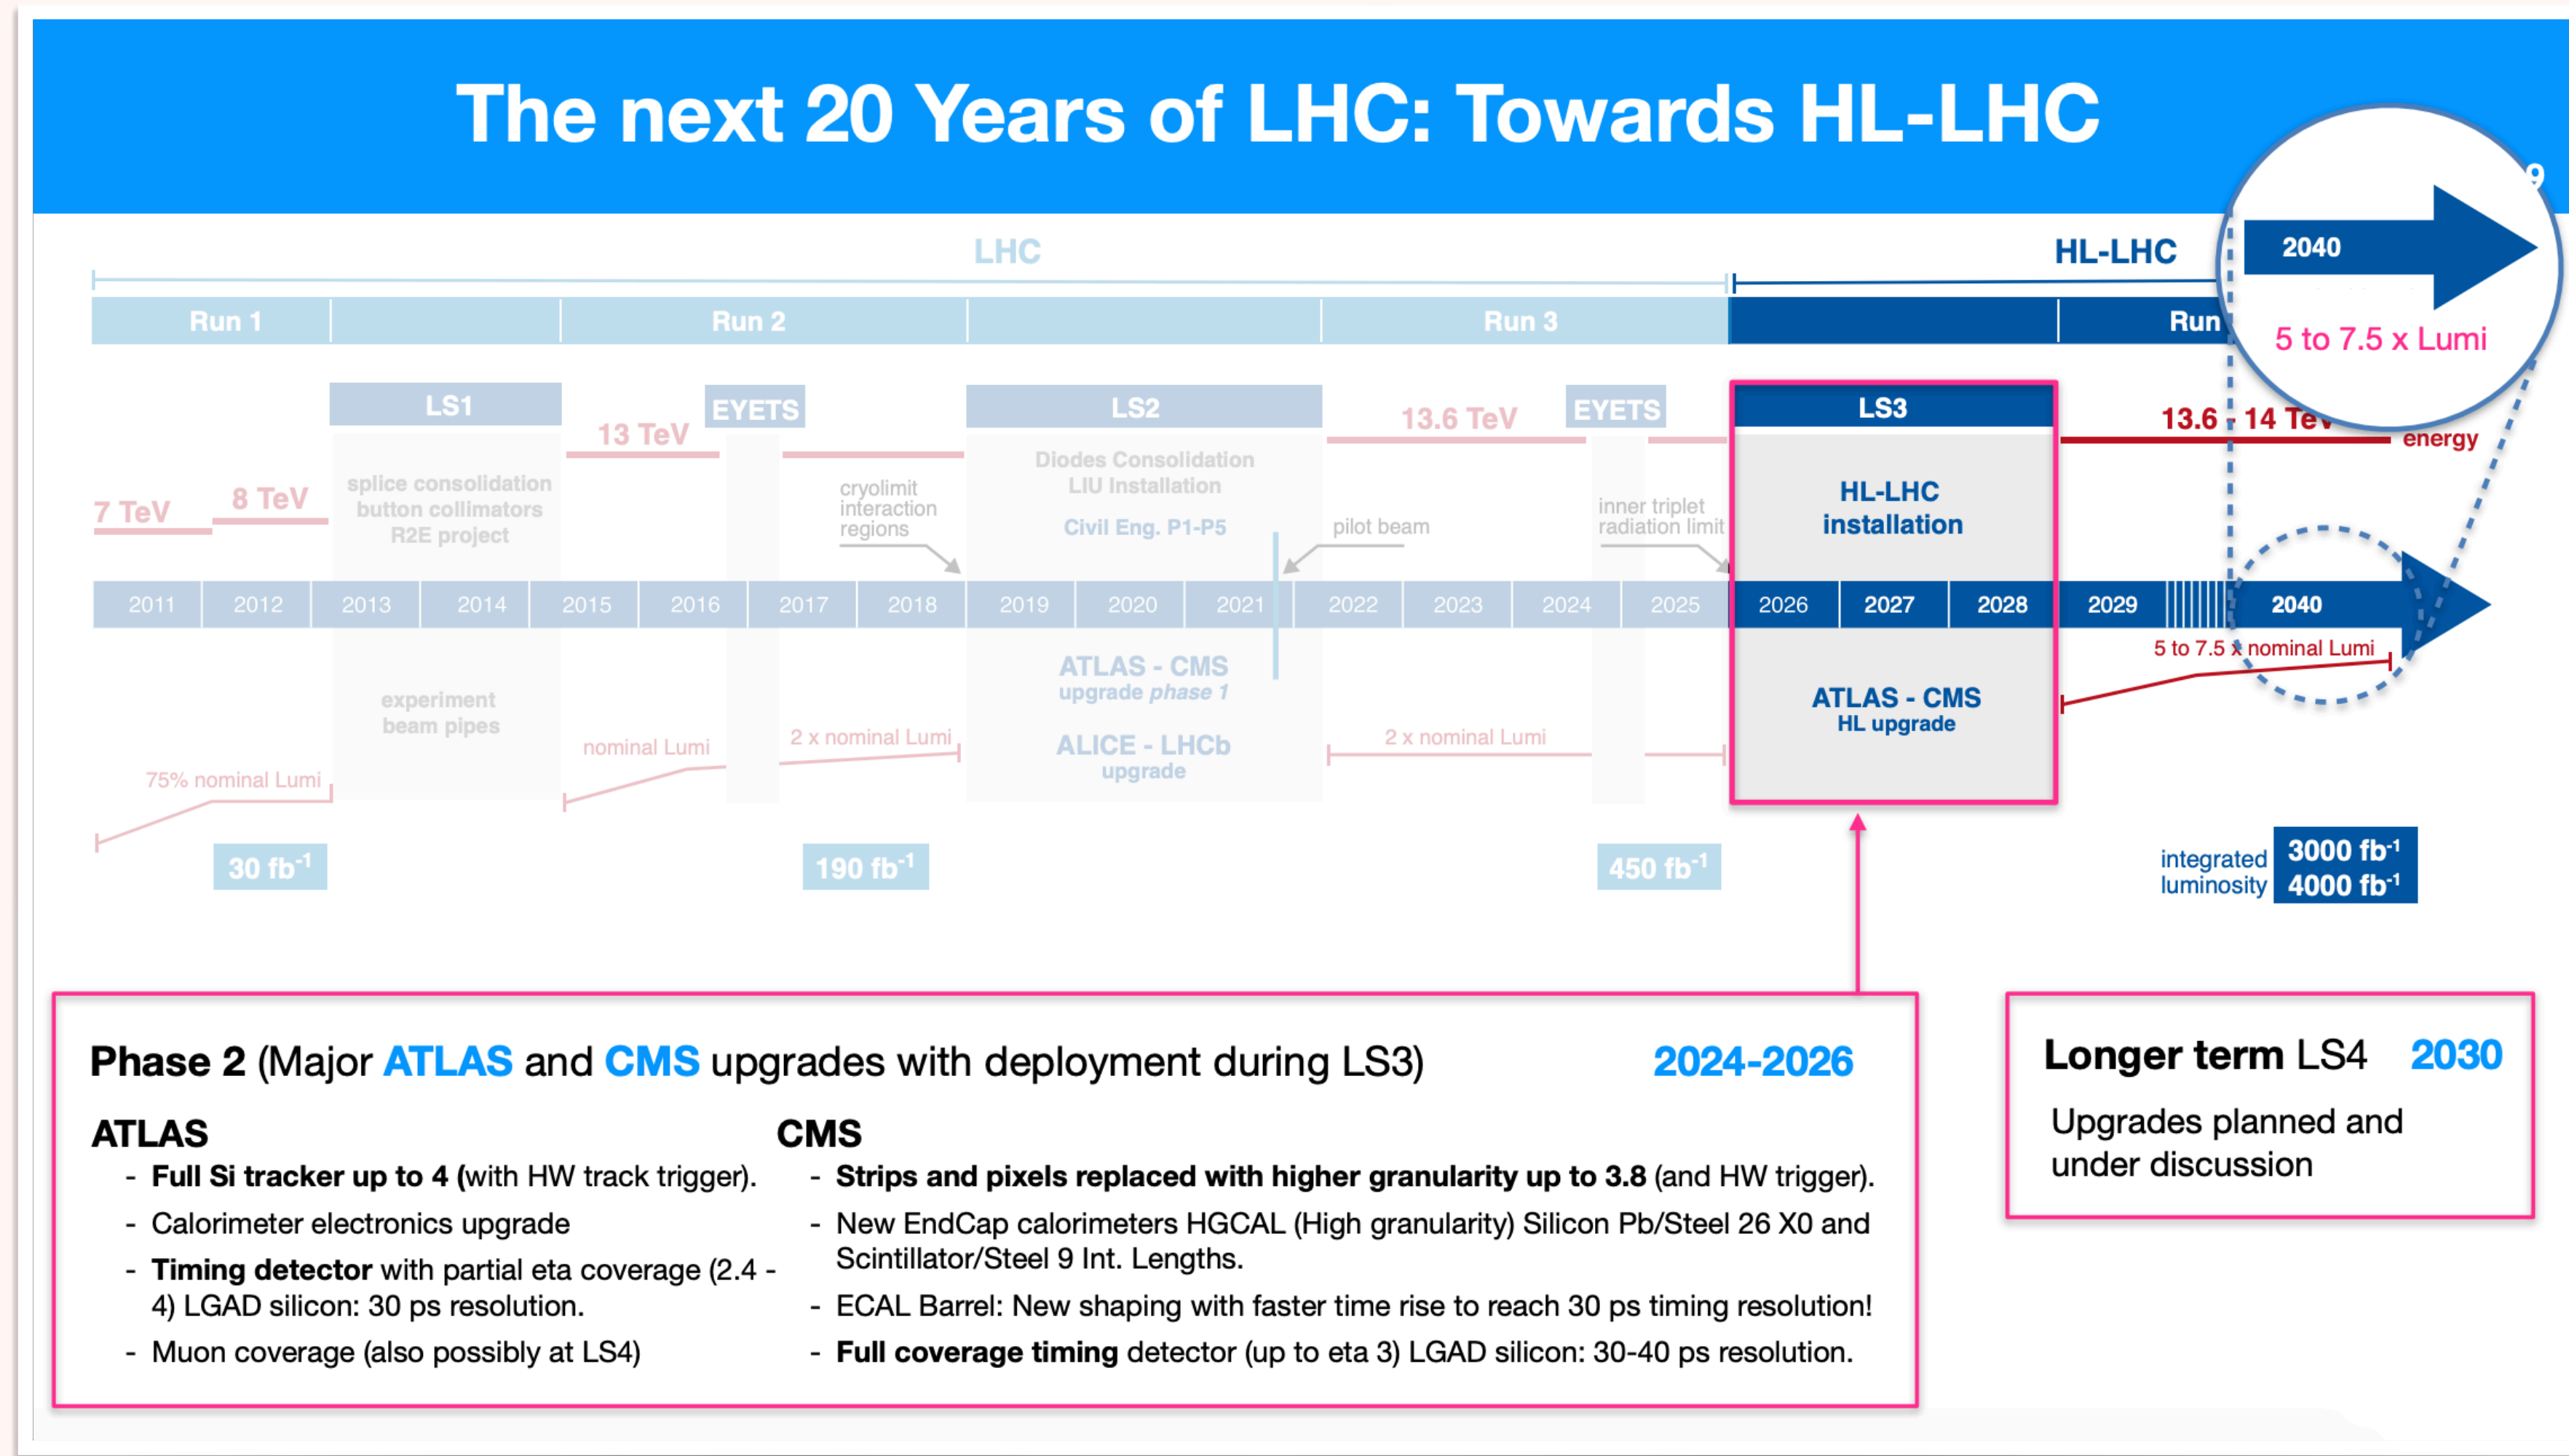 The next 20 Years of LHC: Towards HL-LHC
9
LHC
HL-LHC
2040
5 to 7.5 x Lumi
Run 1
Run 2
Run 3
Run
LS1
EYETS
LS2
EYETS
LS3
7 TeV
8 TeV
13 TeV
13.6 TeV
13.6 - 14 TeV
energy
splice consolidation
button collimators
R2E project
cryolimit
interaction
regions
Diodes Consolidation
LIU Installation
Civil Eng. P1-P5
pilot beam
inner triplet
radiation limit
HL-LHC
installation
2011 2012 2013 2014 2015 2016 2017 2018 2019 2020 2021 2022 2023 2024 2025 2026 2027 2028 2029 2040
experiment
beam pipes
ATLAS - CMS
upgrade phase 1
ALICE - LHCb
upgrade
ATLAS - CMS
HL upgrade
75% nominal Lumi
nominal Lumi
2 x nominal Lumi
2 x nominal Lumi
5 to 7.5 x nominal Lumi
30 fb⁻¹
190 fb⁻¹
450 fb⁻¹
integrated
luminosity
3000 fb⁻¹
4000 fb⁻¹
Phase 2 (Major ATLAS and CMS upgrades with deployment during LS3) 2024-2026
ATLAS
- Full Si tracker up to 4 (with HW track trigger).
- Calorimeter electronics upgrade
- Timing detector with partial eta coverage (2.4 -
4) LGAD silicon: 30 ps resolution.
- Muon coverage (also possibly at LS4)
CMS
- Strips and pixels replaced with higher granularity up to 3.8 (and HW trigger).
- New EndCap calorimeters HGCAL (High granularity) Silicon Pb/Steel 26 X0 and
Scintillator/Steel 9 Int. Lengths.
- ECAL Barrel: New shaping with faster time rise to reach 30 ps timing resolution!
- Full coverage timing detector (up to eta 3) LGAD silicon: 30-40 ps resolution.
Longer term LS4 2030
Upgrades planned and
under discussion